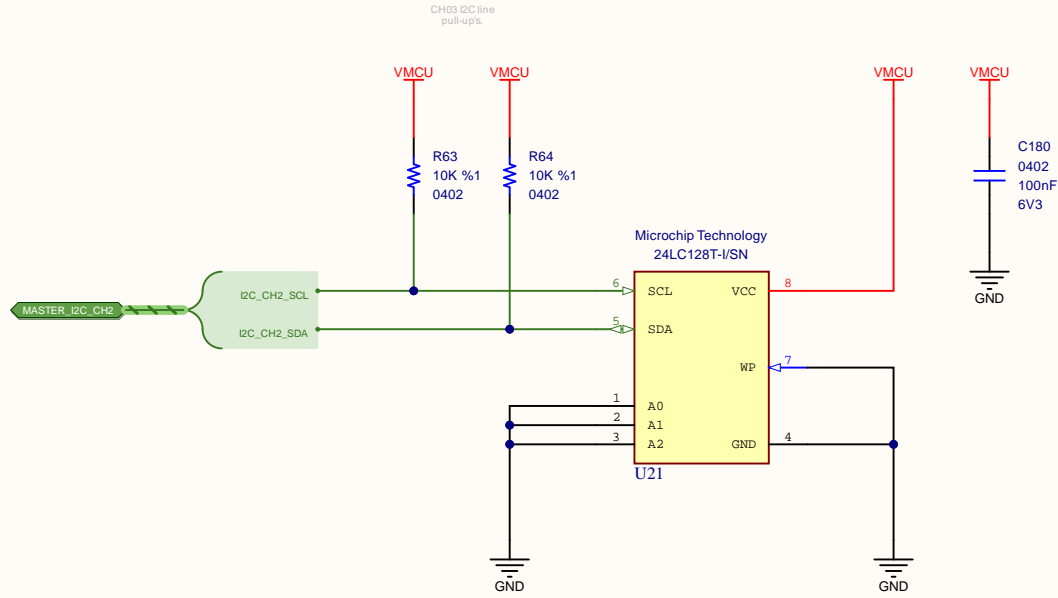 CH03 I2C line
pull-up's.
VMCU
VMCU
VMCU
VMCU
R63
10K %1
0402
R64
10K %1
0402
C180
0402
100nF
6V3
GND
Microchip Technology
24LC128T-I/SN
MASTER_I2C_CH2
I2C_CH2_SCL
I2C_CH2_SDA
6
SCL
VCC
8
5
SDA
WP
7
1
A0
2
A1
3
A2
GND
4
U21
GND
GND